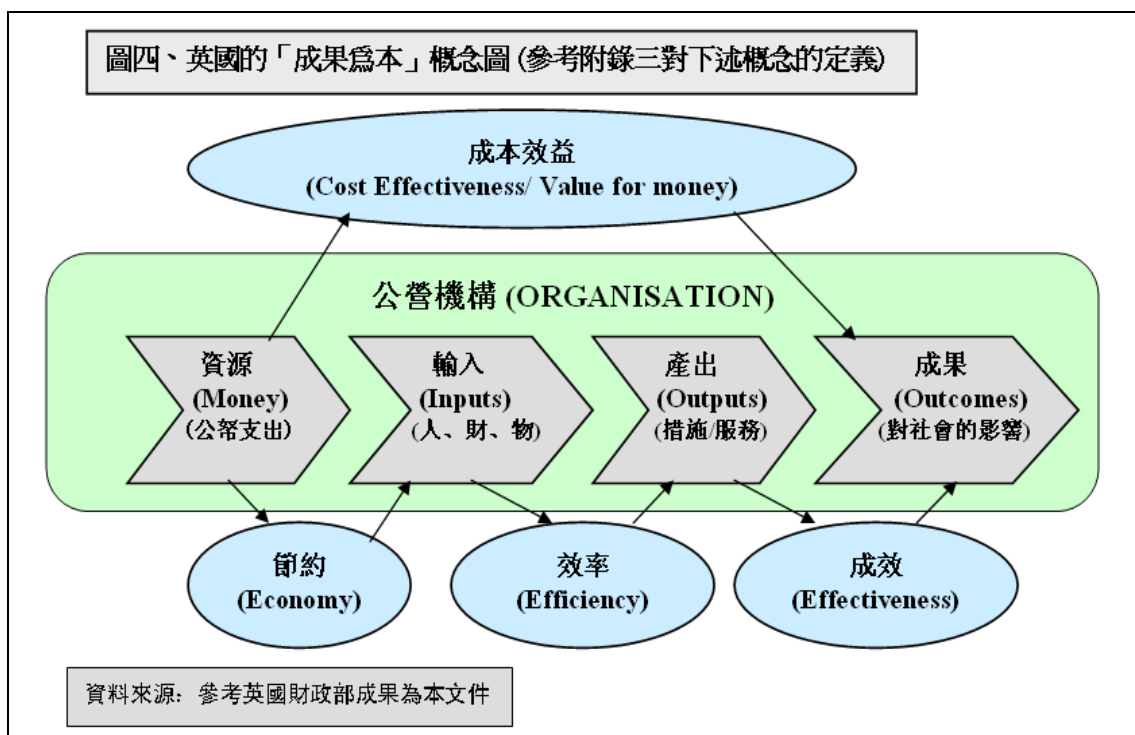 圖四、英國的「成果為本」概念圖 (參考附錄三對下述概念的定義)
成本效益
(Cost Effectiveness/ Value for money)
公營機構 (ORGANISATION)
資源
(Money)
(公帑支出)
輸入
(Inputs)
(人、財、物)
產出
(Outputs)
(措施/服務)
成果
(Outcomes)
(對社會的影響)
節約
(Economy)
效率
(Efficiency)
成效
(Effectiveness)
資料來源: 參考英國財政部成果為本文件